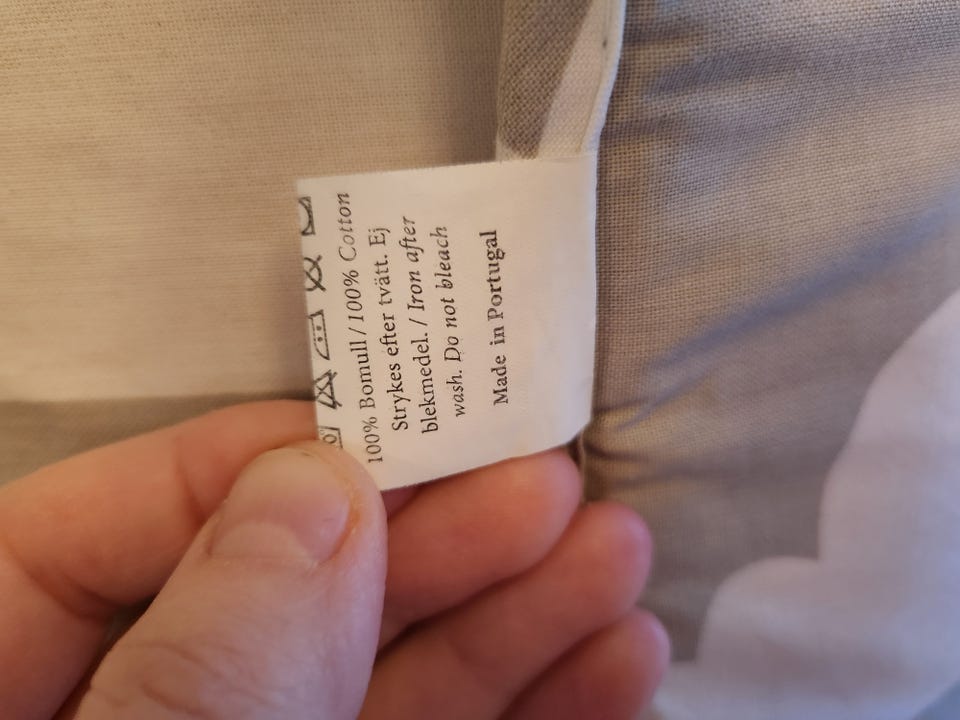 100% Bomull / 100% Cotton
Strykes efter tvätt. Ej
blekmedel. / Iron after
wash. Do not bleach
Made in Portugal